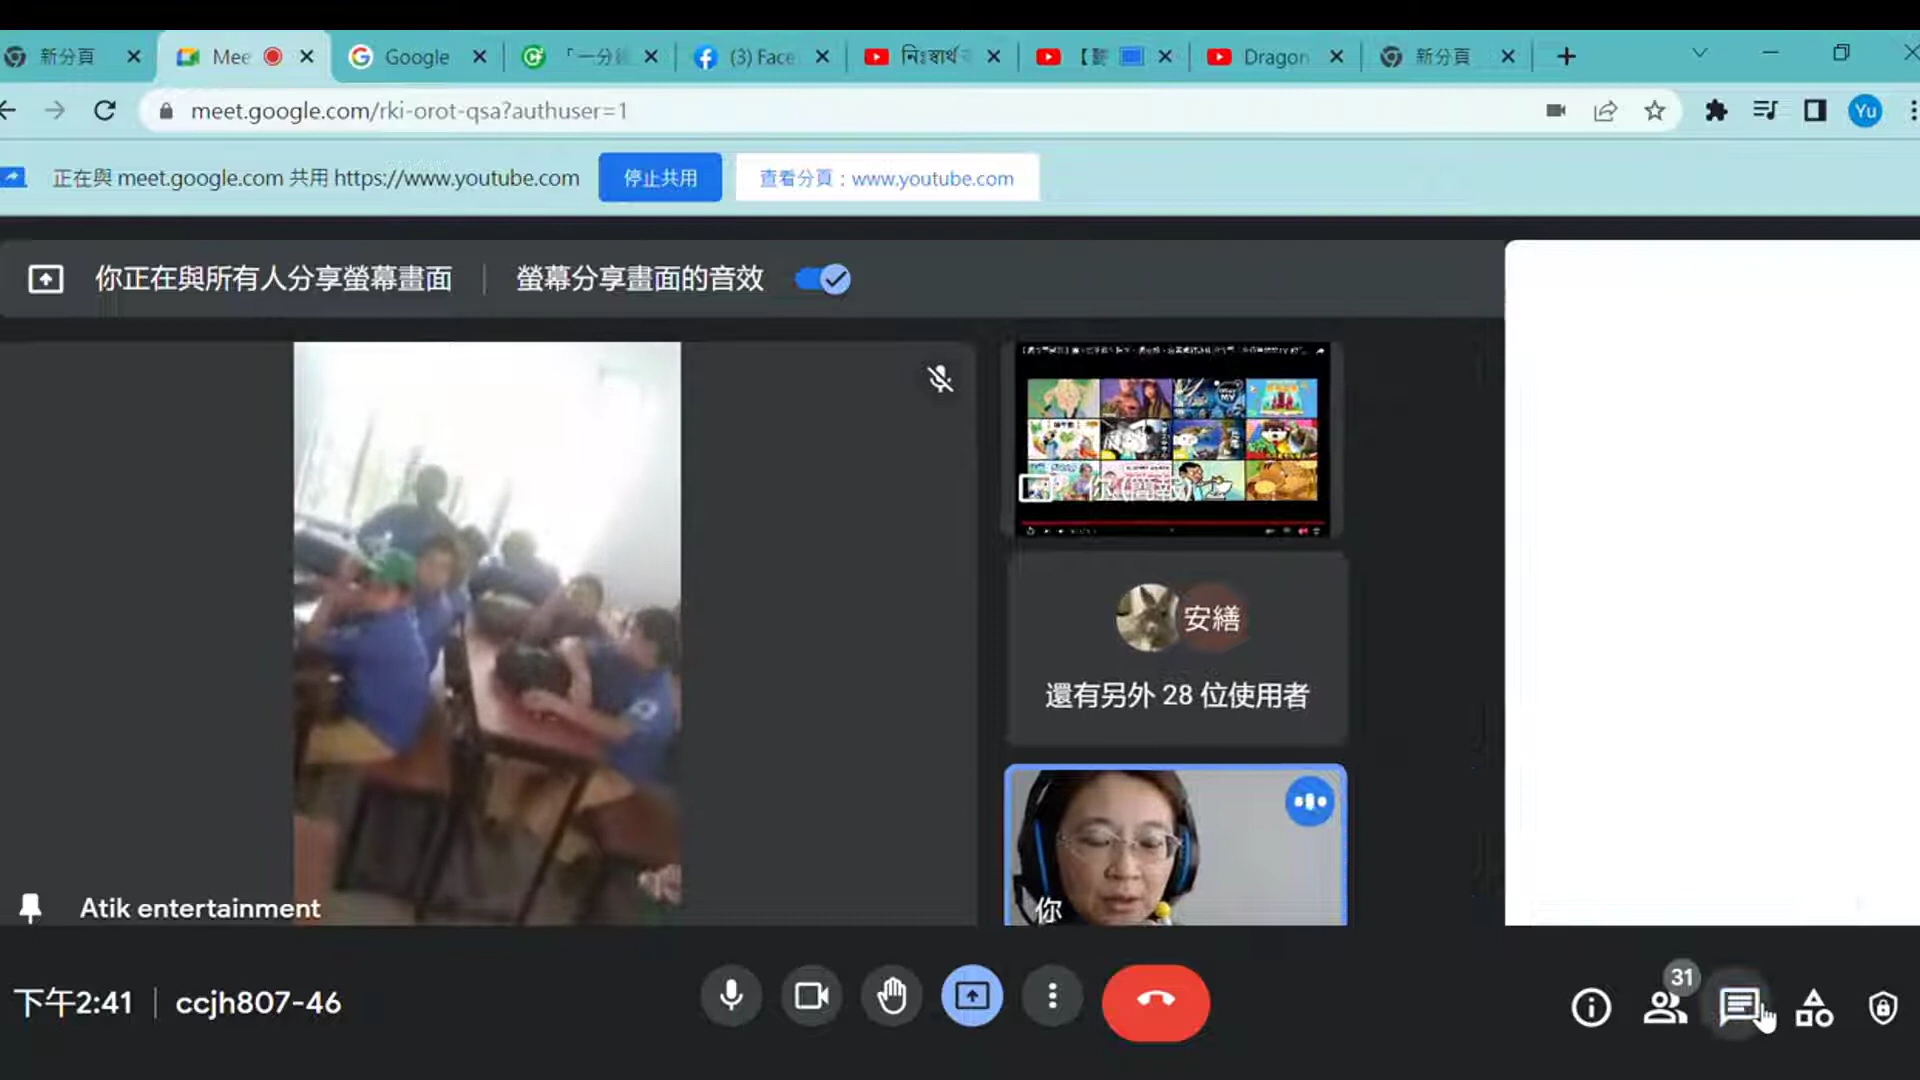 新分頁
Mee
Google
「一分鐘
(3) Face
নিঃস্বার্থ
Dragon
新分頁
meet.google.com/rki-orot-qsa?authuser=1
Yu
正在與 meet.google.com 共用 https://www.youtube.com
停止共用
查看分頁：www.youtube.com
你正在與所有人分享螢幕畫面
螢幕分享畫面的音效
你 (簡報)
安繕
還有另外 28 位使用者
你
Atik entertainment
下午2:41
ccjh807-46
31